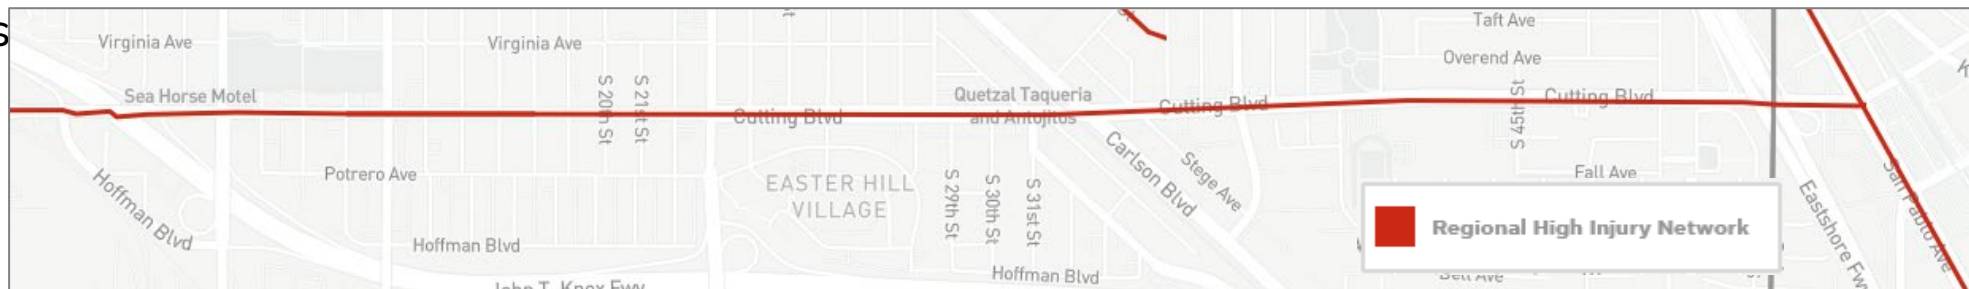 Taft Ave
Virginia Ave
Virginia Ave
Overend Ave
Sea Horse Motel
S 20th St
S 21st St
Quetzal Taqueria
and Antojitos
Cutting Blvd
Cutting Blvd
Cutting Blvd
S 45th St
Potrero Ave
Hoffman Blvd
EASTER HILL
VILLAGE
S 29th St
S 30th St
S 31st St
Carlson Blvd
Stege Ave
Fall Ave
Regional High Injury Network
Eastshore Fwy
San Pablo Ave
Hoffman Blvd
Hoffman Blvd
John T. Knox Fwy